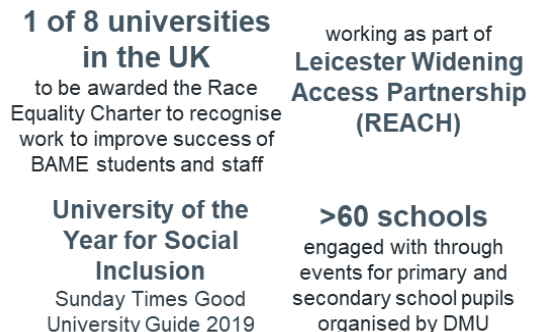 1 of 8 universities
in the UK
to be awarded the Race
Equality Charter to recognise
work to improve success of
BAME students and staff
working as part of
Leicester Widening
Access Partnership
(REACH)
University of the
Year for Social
Inclusion
Sunday Times Good
University Guide 2019
>60 schools
engaged with through
events for primary and
secondary school pupils
organised by DMU